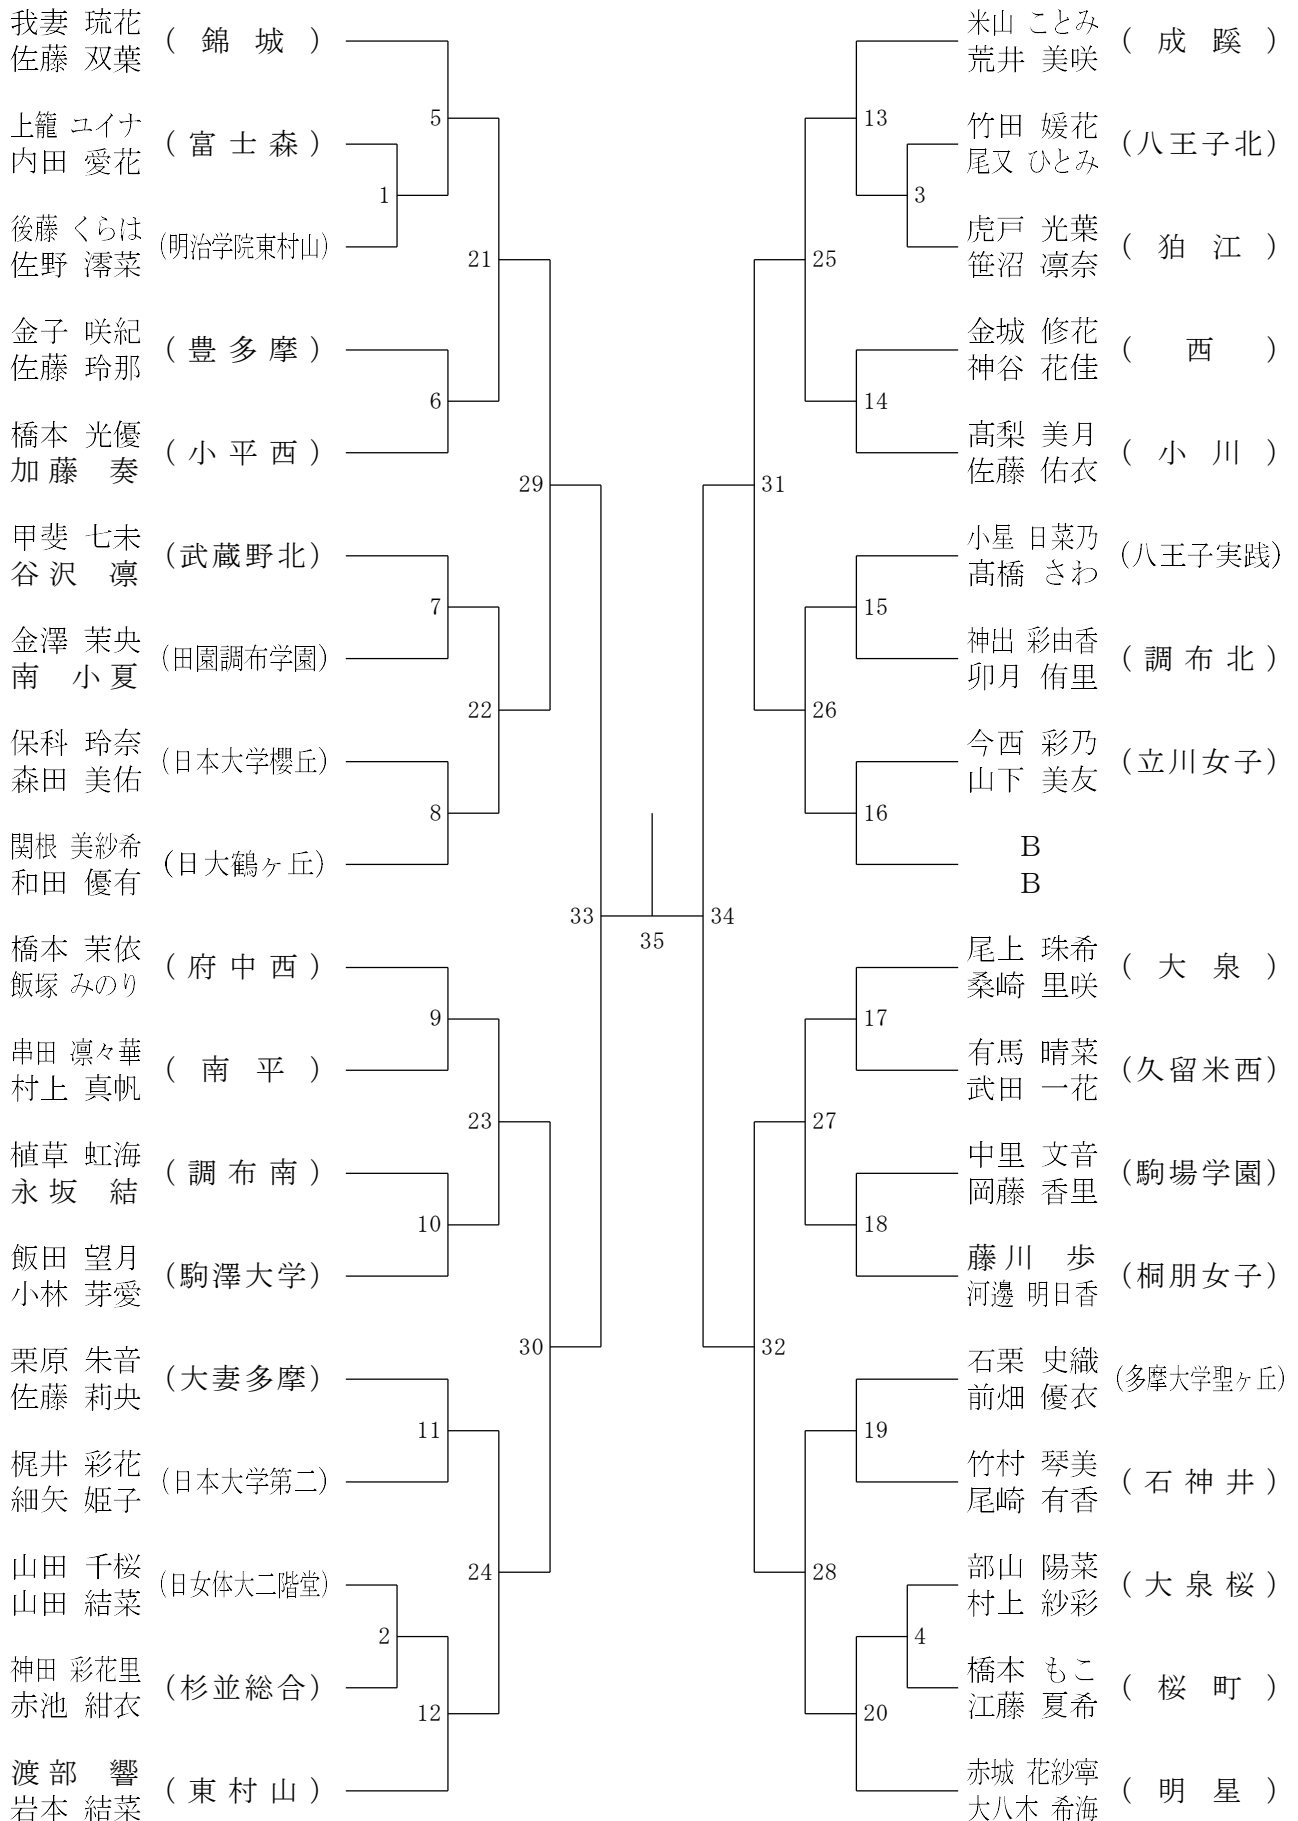 我妻 琉花
佐藤 双葉
( 錦 城 )
上籠 ユイナ
内田 愛花
( 富 士 森 )
後藤 くらは
佐野 澪菜
(明治学院東村山)
金子 咲紀
佐藤 玲那
( 豊 多 摩 )
橋本 光優
加藤 奏
( 小 平 西 )
甲斐 七未
谷沢 凛
(武蔵野北)
金澤 茉央
南 小夏
(田園調布学園)
保科 玲奈
森田 美佑
(日本大学櫻丘)
関根 美紗希
和田 優有
(日大鶴ヶ丘)
橋本 茉依
飯塚 みのり
( 府 中 西 )
串田 凛々華
村上 真帆
( 南 平 )
植草 虹海
永坂 結
( 調 布 南 )
飯田 望月
小林 芽愛
(駒澤大学)
栗原 朱音
佐藤 莉央
(大妻多摩)
梶井 彩花
細矢 姫子
(日本大学第二)
山田 千桜
山田 結菜
(日女体大二階堂)
神田 彩花里
赤池 紺衣
(杉並総合)
渡部 響
岩本 結菜
( 東 村 山 )
1
2
5
6
7
8
9
10
11
12
21
22
23
24
29
30
33
35
34
31
32
25
26
27
28
13
14
15
16
17
18
19
20
3
4
米山 ことみ
荒井 美咲
( 成 蹊 )
竹田 媛花
尾又 ひとみ
(八王子北)
虎戸 光葉
笹沼 凛奈
( 狛 江 )
金城 修花
神谷 花佳
( 西 )
髙梨 美月
佐藤 佑衣
( 小 川 )
小星 日菜乃
髙橋 さわ
(八王子実践)
神出 彩由香
卯月 侑里
( 調 布 北 )
今西 彩乃
山下 美友
(立川女子)
B
B
尾上 珠希
桑崎 里咲
( 大 泉 )
有馬 晴菜
武田 一花
(久留米西)
中里 文音
岡藤 香里
(駒場学園)
藤川 歩
河邊 明日香
(桐朋女子)
石栗 史織
前畑 優衣
(多摩大学聖ヶ丘)
竹村 琴美
尾崎 有香
( 石 神 井 )
部山 陽菜
村上 紗彩
( 大 泉 桜 )
橋本 もこ
江藤 夏希
( 桜 町 )
赤城 花紗寧
大八木 希海
( 明 星 )